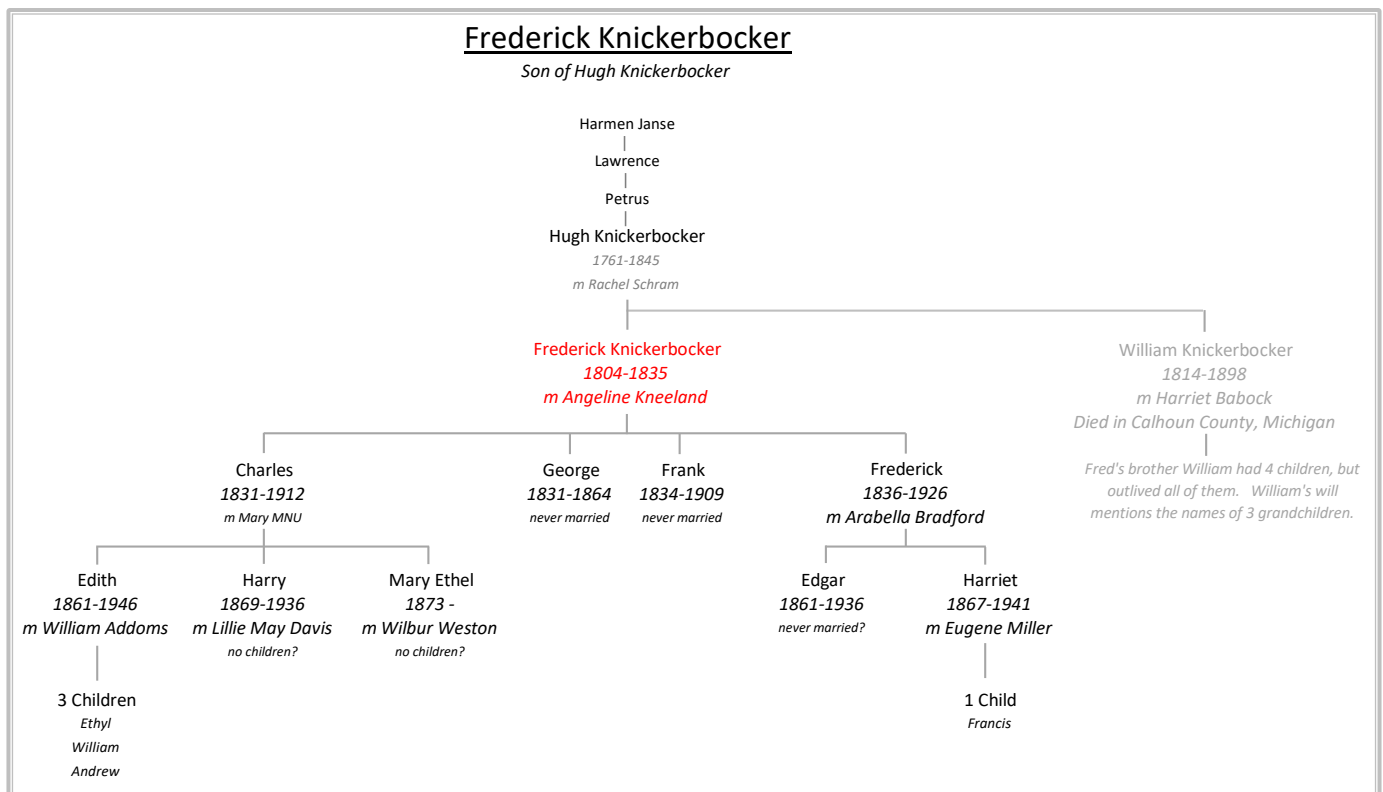 Frederick Knickerbocker
Son of Hugh Knickerbocker
Harmen Janse
Lawrence
Petrus
Hugh Knickerbocker
1761-1845
m Rachel Schram
Frederick Knickerbocker
1804-1835
m Angeline Kneeland
William Knickerbocker
1814-1898
m Harriet Babock
Died in Calhoun County, Michigan
Fred's brother William had 4 children, but
outlived all of them. William's will
mentions the names of 3 grandchildren.
Charles
1831-1912
m Mary MNU
George
1831-1864
never married
Frank
1834-1909
never married
Frederick
1836-1926
m Arabella Bradford
Edith
1861-1946
m William Addoms
Harry
1869-1936
m Lillie May Davis
no children?
Mary Ethel
1873 -
m Wilbur Weston
no children?
Edgar
1861-1936
never married?
Harriet
1867-1941
m Eugene Miller
3 Children
Ethyl
William
Andrew
1 Child
Francis